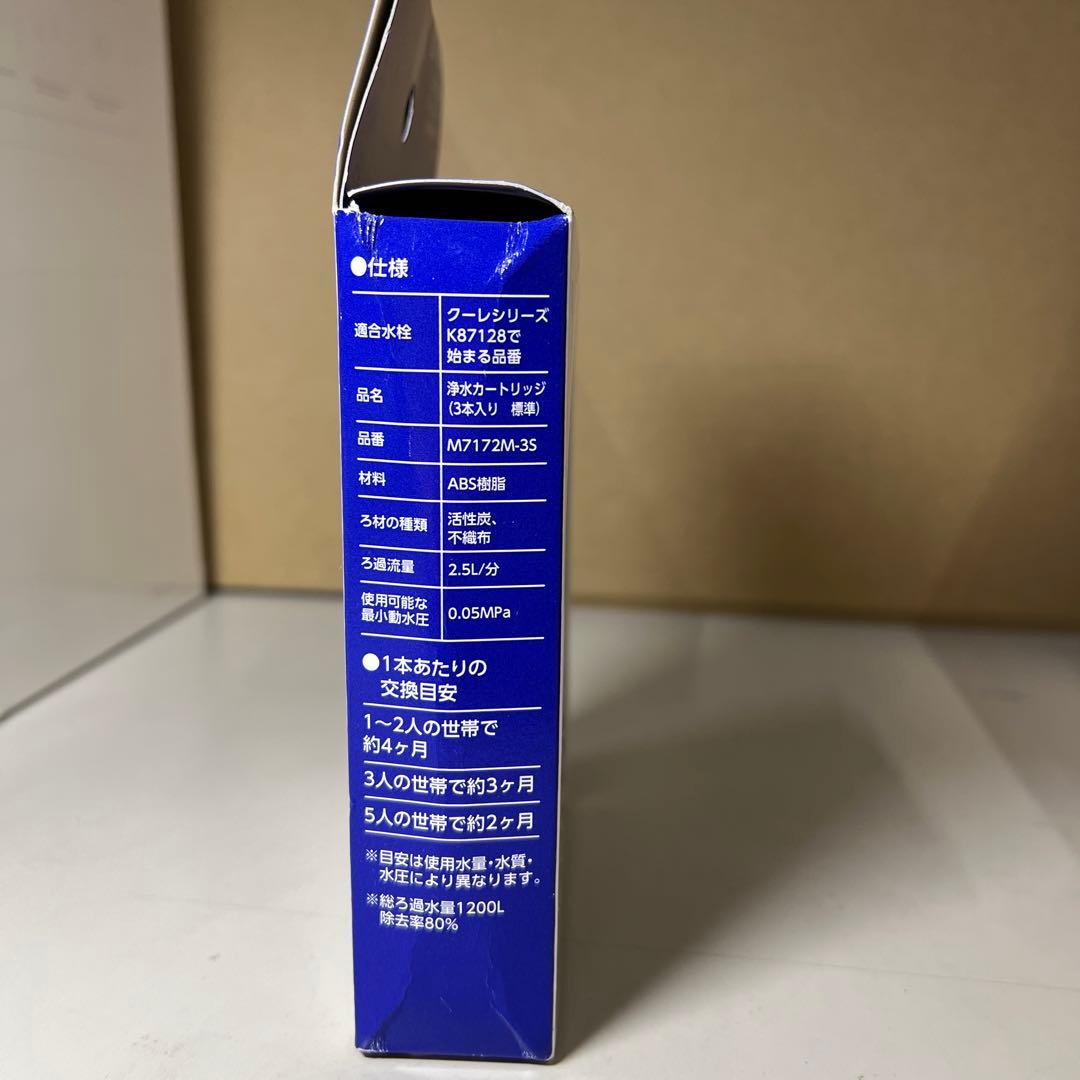 ●仕様
適合水栓
クーレシリーズ
K87128で
始まる品番
品名
浄水カートリッジ
(3本入り 標準)
品番
M7172M-3S
材料
ABS樹脂
ろ材の種類
活性炭、
不織布
ろ過流量
2.5L/分
使用可能な
最小動水圧
0.05MPa
●1本あたりの
交換目安
1～2人の世帯で
約4ヶ月
3人の世帯で約3ヶ月
5人の世帯で約2ヶ月
※目安は使用水量・水質・
水圧により異なります。
※総ろ過水量1200L
除去率80%